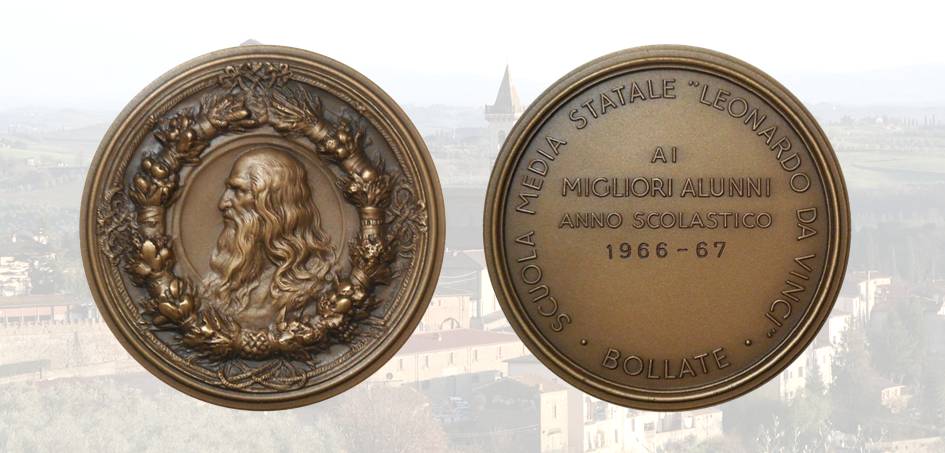 SCUOLA MEDIA STATALE "LEONARDO DA VINCI"
AI
MIGLIORI ALUNNI
ANNO SCOLASTICO
1966-67
· BOLLATE ·